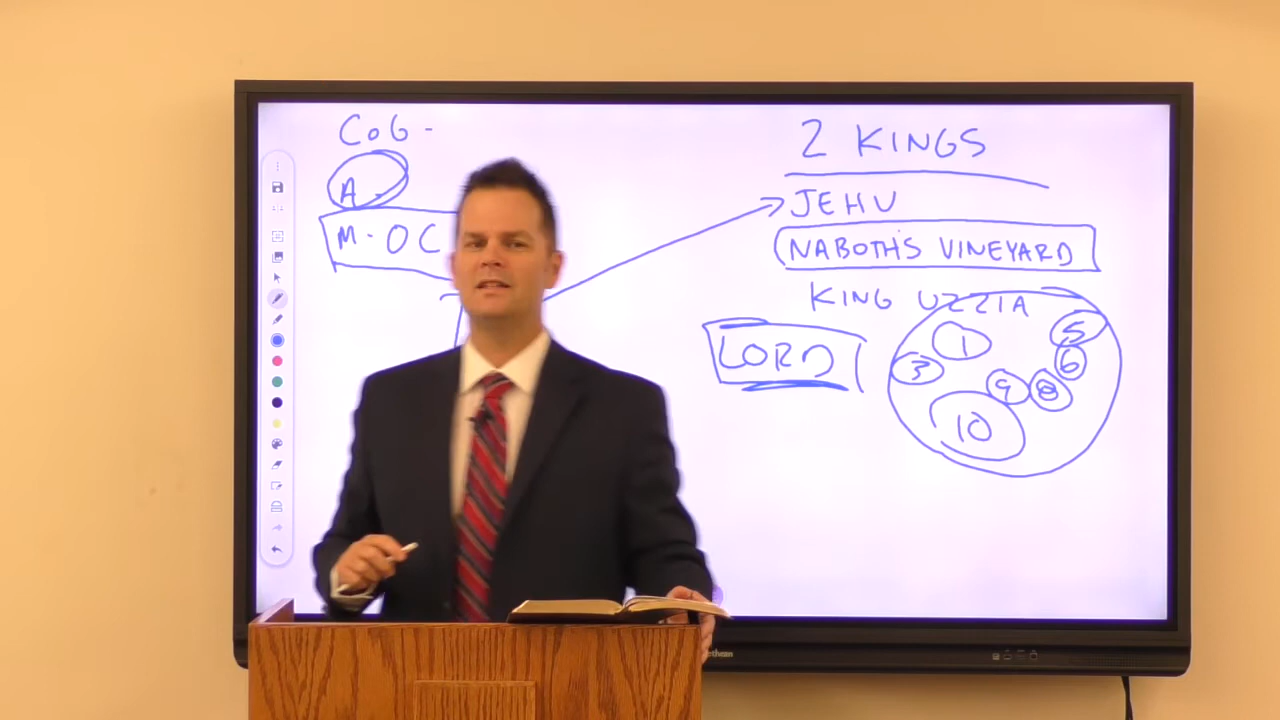 CoG -
A.
M. OC
2 KINGS
JEHU
NABOTH'S VINEYARD
KING UZZIA
LORD
1
5
3
6
9
8
10